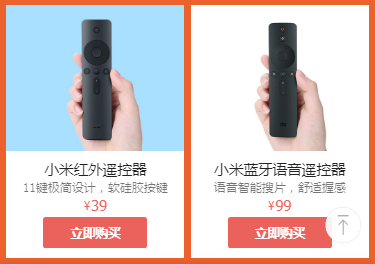 小米红外遥控器
11键极简设计，软硅胶按键
¥39
立即购买
小米蓝牙语音遥控器
语音智能搜片，舒适握感
¥99
立即购买